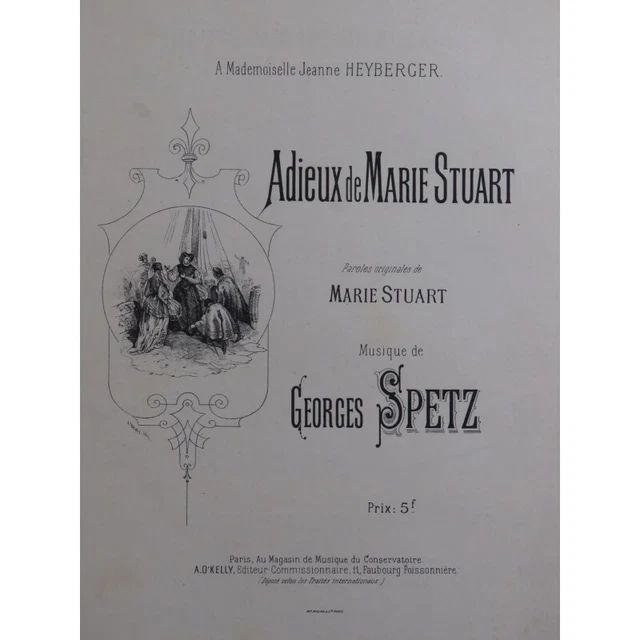 A Mademoiselle Jeanne HEYBERGER.
Adieux de MARIE STUART
Paroles originales de
MARIE STUART
Musique de
GEORGES SPETZ
Prix: 5f
Paris, Au Magasin de Musique du Conservatoire
A. O'KELLY, Editeur-Commissionnaire, 11, Faubourg Poissonnière,
(Déposé selon les Traités internationaux)